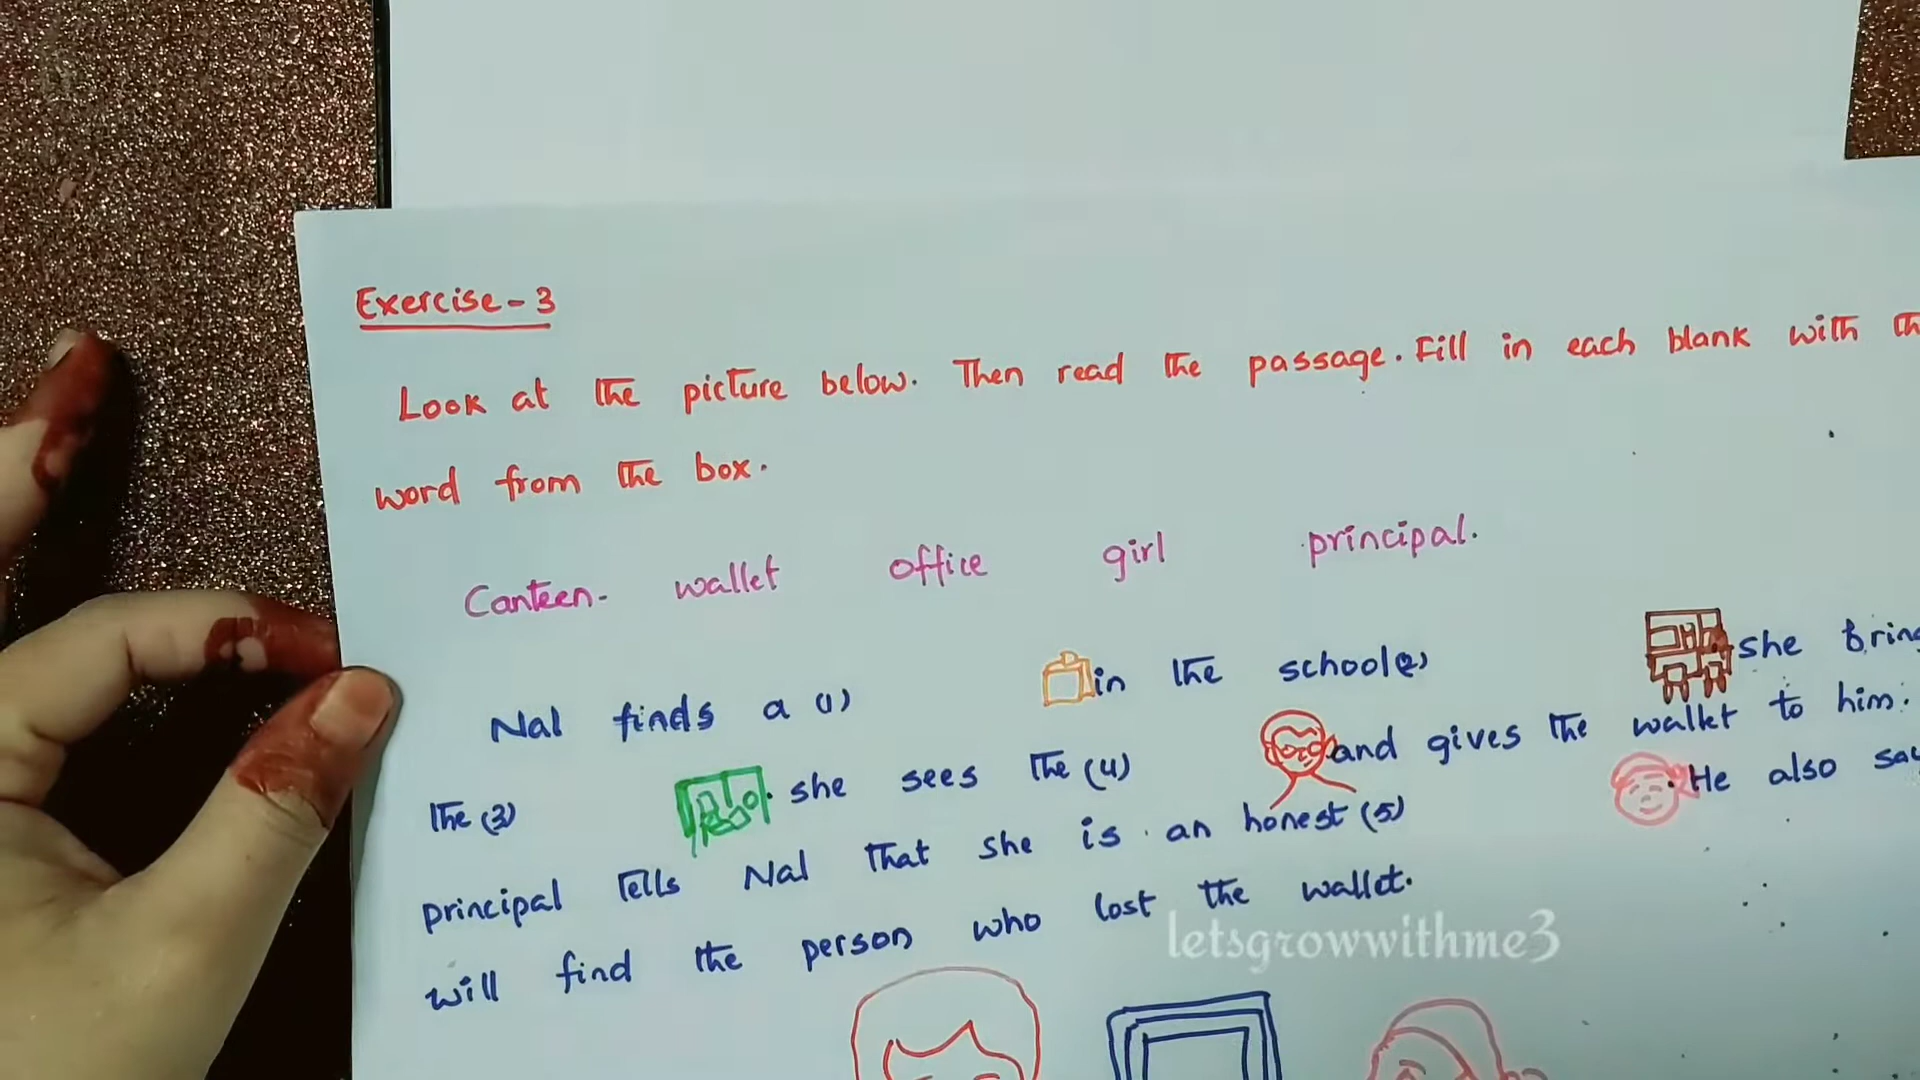 Exercise-3
Look at the picture below. Then read the passage. Fill in each blank with
word from the box.
Canteen. wallet office girl principal.
Nal finds a (1) in the school(2) she
the (3) . she sees the (4) and gives the wallet to him.
principal tells Nal that she is an honest (5) . He also
will find the person who lost the wallet.
letsgrowwithme3